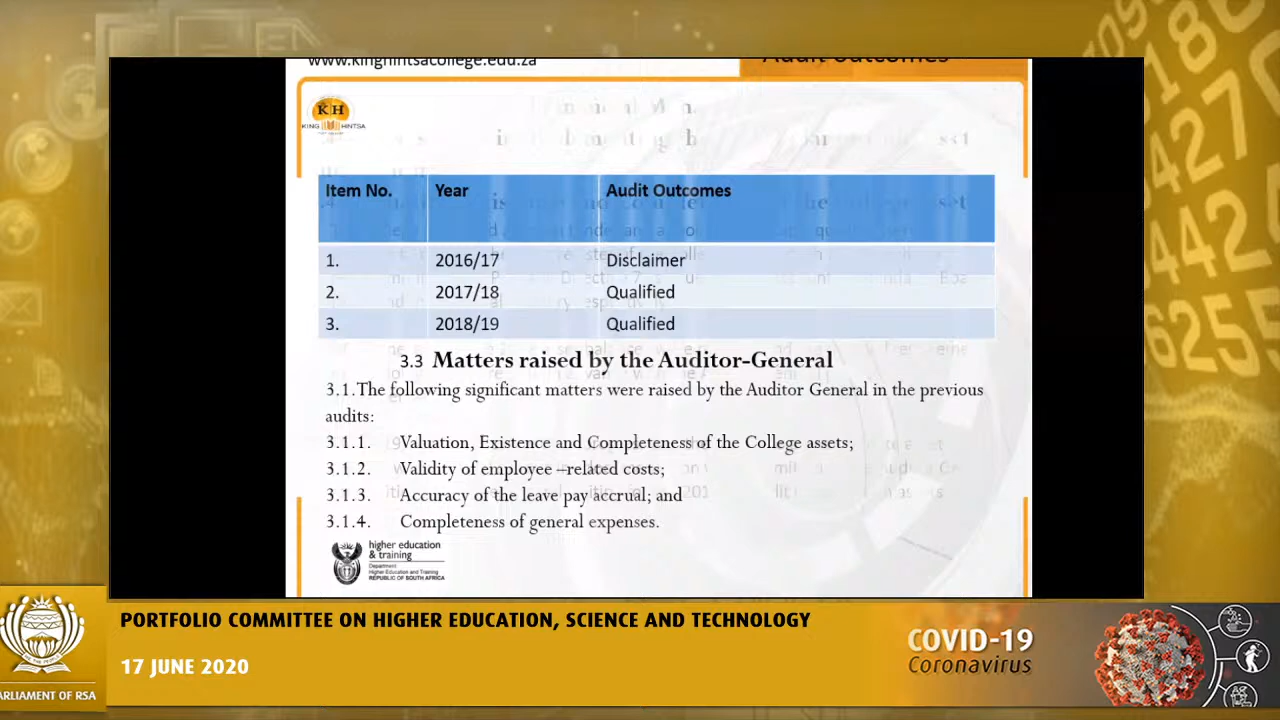 www.kinghintsacollege.edu.za
Audit Outcomes
KH
KING HINTSA
Item No. Year Audit Outcomes
1. 2016/17 Disclaimer
2. 2017/18 Qualified
3. 2018/19 Qualified
3.3 Matters raised by the Auditor-General
3.1.The following significant matters were raised by the Auditor General in the previous
audits:
3.1.1. Valuation, Existence and Completeness of the College assets;
3.1.2. Validity of employee –related costs;
3.1.3. Accuracy of the leave pay accrual; and
3.1.4. Completeness of general expenses.
higher education
& training
Department
Higher Education and Training
REPUBLIC OF SOUTH AFRICA
PORTFOLIO COMMITTEE ON HIGHER EDUCATION, SCIENCE AND TECHNOLOGY
17 JUNE 2020
ARLIAMENT OF RSA
COVID-19
Coronavirus